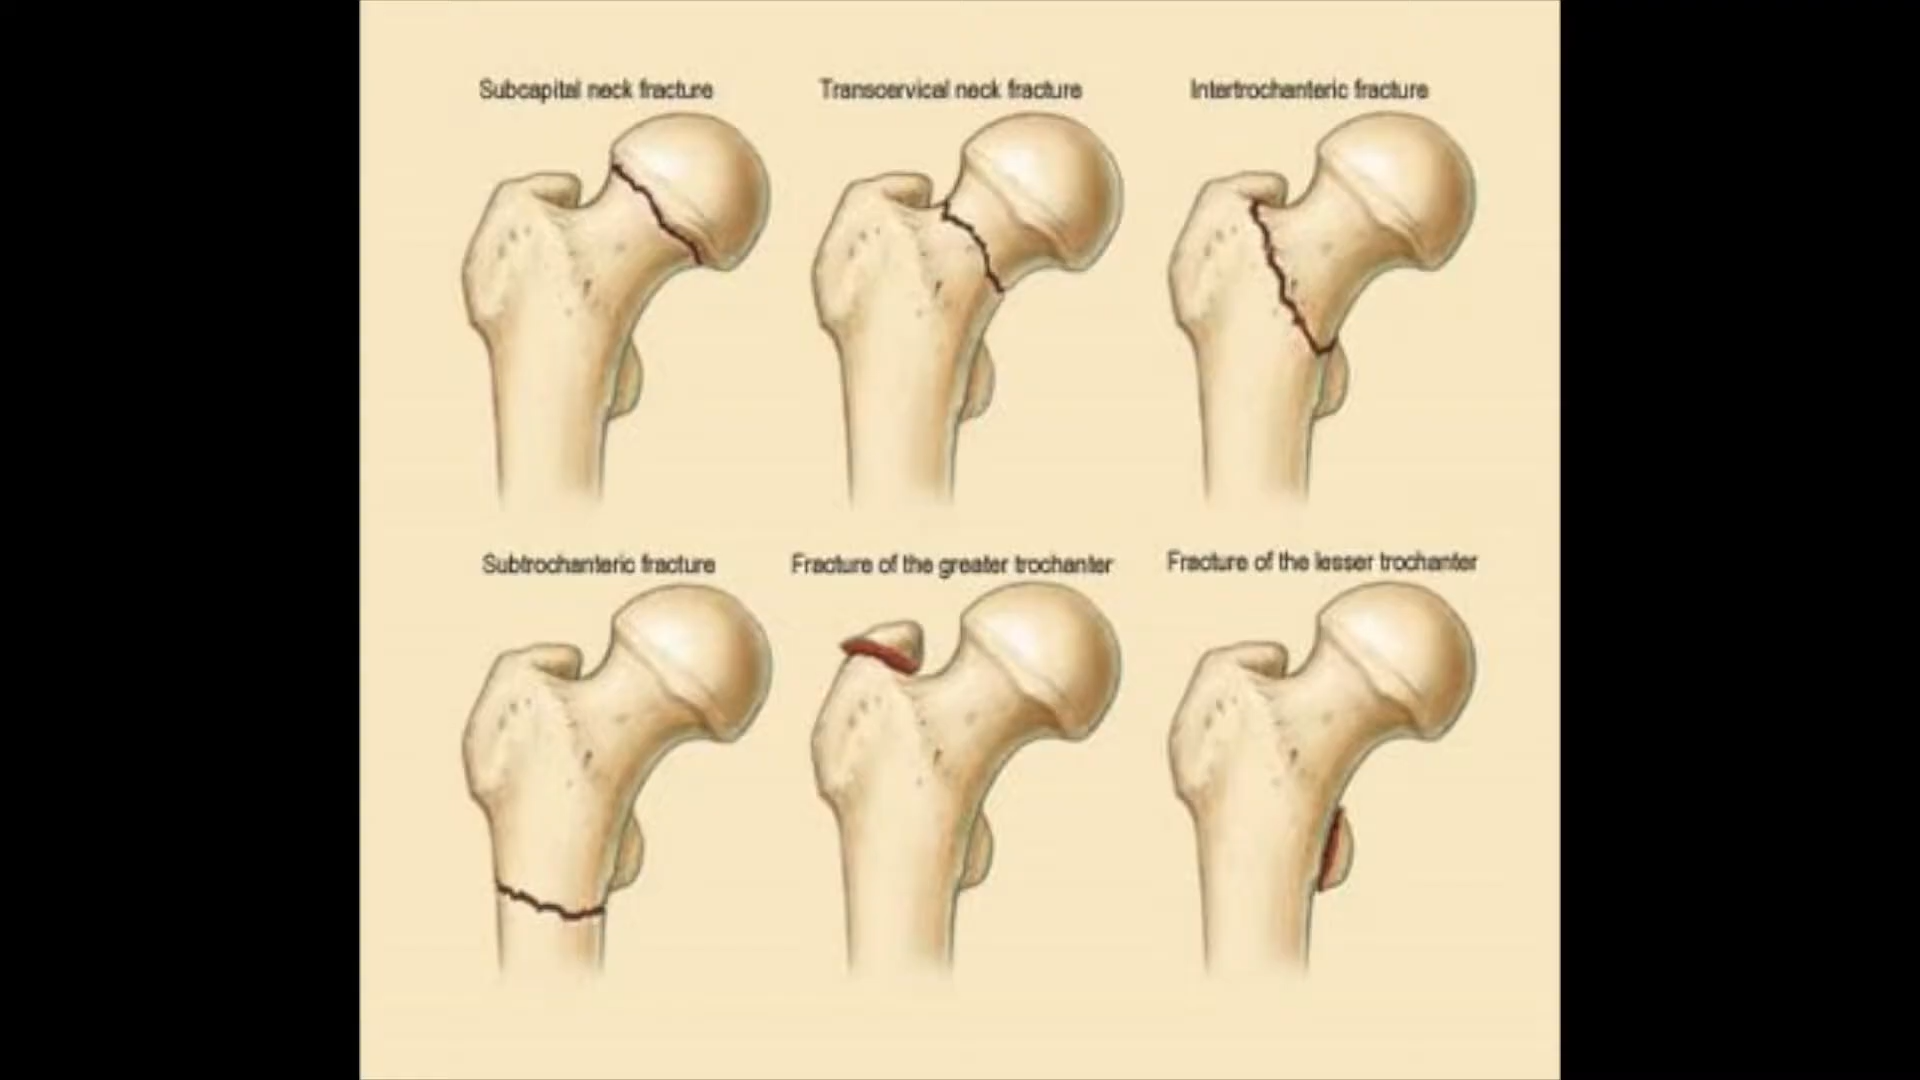 Subcapital neck fracture
Transcervical neck fracture
Intertrochanteric fracture
Subtrochanteric fracture
Fracture of the greater trochanter
Fracture of the lesser trochanter